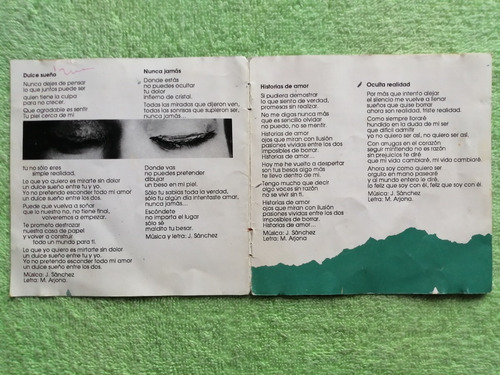 Dulce sueño
Nunca dejes de pensar
lo que juntos puede ser
quien tiene la culpa
para no crecer.
Que agradable es sentir
Tu piel cerca de mi
tu no sólo eres
simple realidad.
Lo que yo quiero es mirarte sin dolor
un dulce sueño entre tu y yo.
Ya no pretendo esconder todo mi amor
un dulce sueño entre los dos.
Puede que vuelva a soñar
lo que a nuestro no, no tiene final,
volveremos a empezar.
Te prometo destrozar
nuestra casa de papel
y volver a construir
todo un mundo para ti.
Lo que yo quiero es mirarte sin dolor
un dulce sueño entre tu y yo.
Ya no pretendo esconder todo mi amor
un dulce sueño entre los dos.
Música: J. Sánchez
Letra: M. Arjona.
Nunca jamás
Donde estás
no puedes ocultar
tu dolor
infierno de cristal.
Todas las miradas que dijeron ven,
todas las sonrisas que supieron ser,
nunca jamás...
Donde vas
no puedes pretender
dibujar
un beso en mi piel.
Sólo tu sabías toda la verdad,
sólo tu algún día intentaste amar,
nunca jamás...
Escóndete
no importa el lugar
sólo sé
maldito tu besar.
Música y letra: J. Sánchez
Historias de amor
Si pudiera demostrar
lo que siento de verdad,
promesas sin realizar.
No me digas nunca más
que es sencillo olvidar
no puedo, no se mentir.
Historias de amor
ojos que miran con ilusión
pasiones vividas entre los dos
imposibles de borrar.
Historias de amor...
Hoy me he vuelto a despertar
son tus besos algo más
te llevo dentro de mi.
Tengo mucho que decir
algo veces sin razón
no se vivir sin ti.
Historias de amor
ojos que miran con ilusión
pasiones vividas entre los dos
imposibles de borrar.
Historias de amor...
Música: J. Sánchez
Letra: M. Arjona.
Oculta realidad
Por más que intento alejar
el silencio me vuelve a tener
sueños que quise borrar
ahora son realidad, triste realidad.
Como siempre lloraré
hundido en la duda de mi ser
que difícil admitir
yo no quiero ser así, no quiero ser así.
Con arrugas en el corazón
seguir mintiendo no es razón
sin prejuicios te diré
que mi vida cambiaré, mi vida cambiaré.
Ahora soy como quiero ser
orgullo en mano pasearé
y al mundo entero le diré,
lo feliz que soy con él, feliz que soy con él.
Música: J. Sánchez
Letra: M. Arjona.